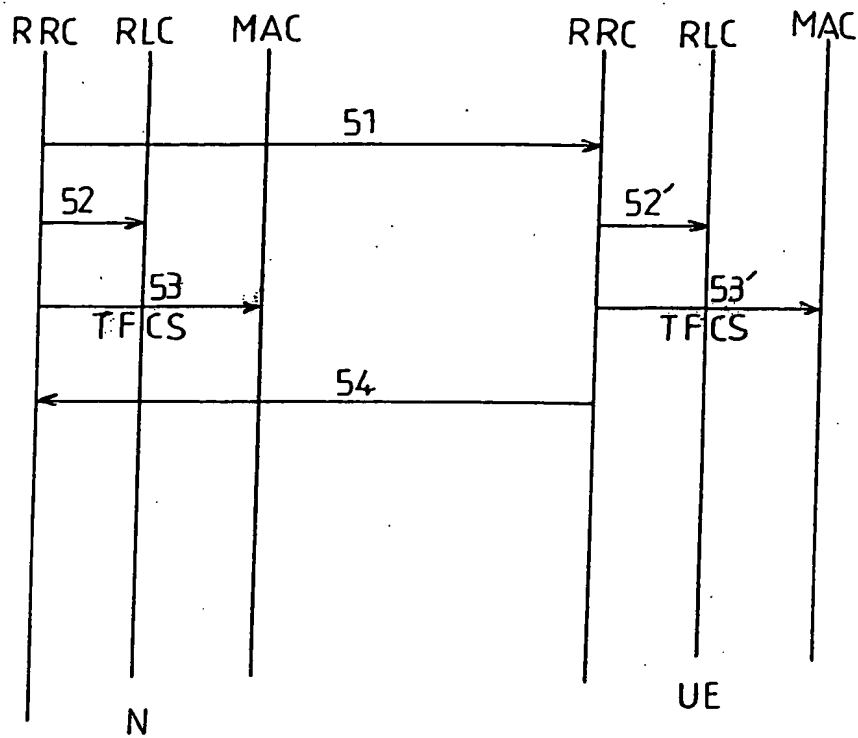 RRC RLC MAC RRC RLC MAC
51
52 52′
53 53′
TFCS TFCS
54
N UE